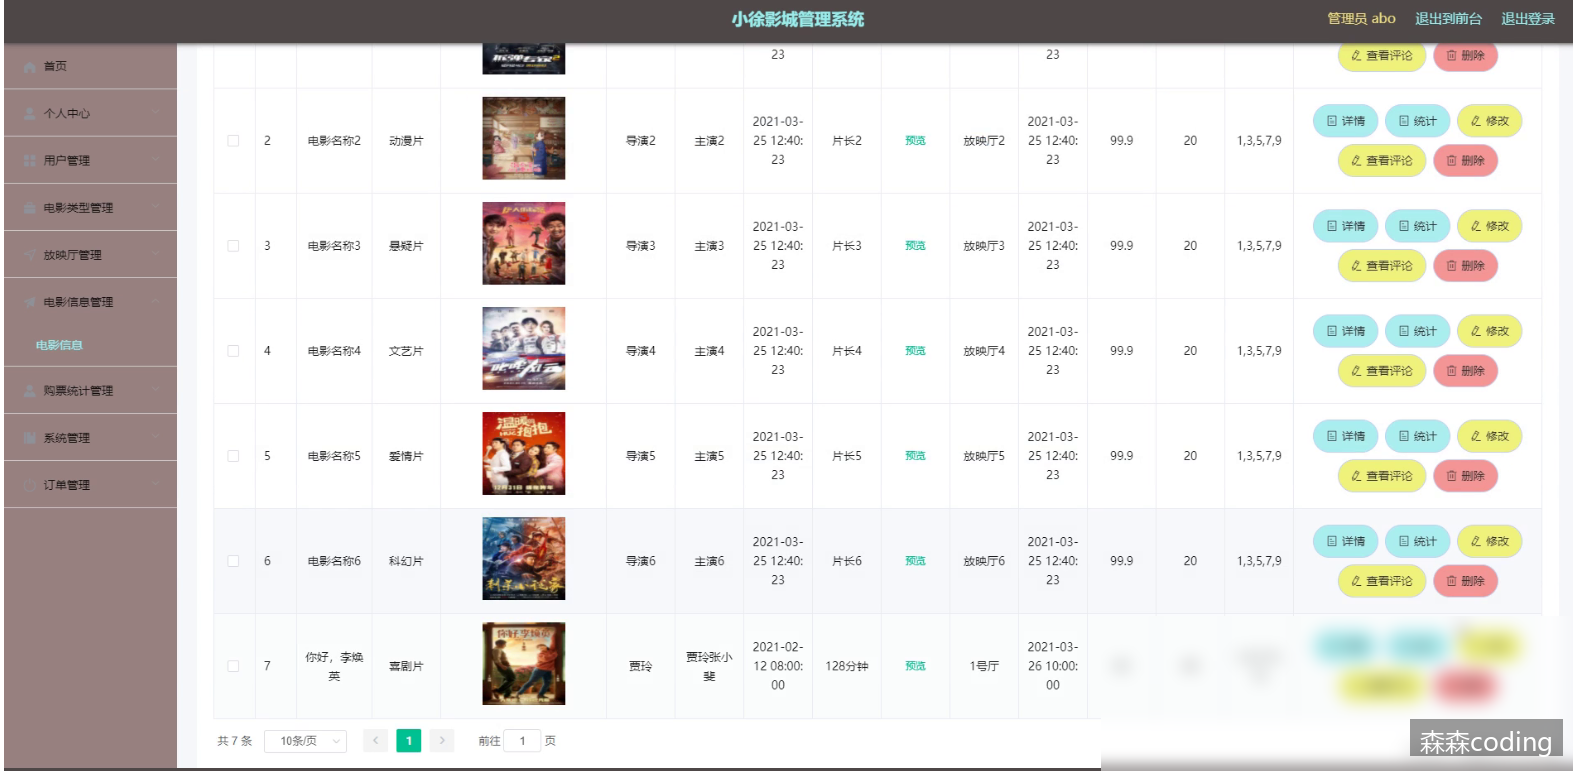 小徐影城管理系统
管理员 abo 退出到前台 退出登录
首页
个人中心
用户管理
电影类型管理
放映厅管理
电影信息管理
电影信息
购票统计管理
系统管理
订单管理
拆弹专家2
23 23 查看评论 删除
2 电影名称2 动漫片 导演2 主演2 2021-03-25 12:40:23 片长2 预览 放映厅2 2021-03-25 12:40:23 99.9 20 1,3,5,7,9 详情 统计 修改
查看评论 删除
3 电影名称3 悬疑片 导演3 主演3 2021-03-25 12:40:23 片长3 预览 放映厅3 2021-03-25 12:40:23 99.9 20 1,3,5,7,9 详情 统计 修改
查看评论 删除
4 电影名称4 文艺片 导演4 主演4 2021-03-25 12:40:23 片长4 预览 放映厅4 2021-03-25 12:40:23 99.9 20 1,3,5,7,9 详情 统计 修改
查看评论 删除
5 电影名称5 爱情片 温暖的抱抱 导演5 主演5 2021-03-25 12:40:23 片长5 预览 放映厅5 2021-03-25 12:40:23 99.9 20 1,3,5,7,9 详情 统计 修改
查看评论 删除
6 电影名称6 科幻片 刺杀小说家 导演6 主演6 2021-03-25 12:40:23 片长6 预览 放映厅6 2021-03-25 12:40:23 99.9 20 1,3,5,7,9 详情 统计 修改
查看评论 删除
7 你好，李焕英 喜剧片 你好李焕英 贾玲 贾玲张小斐 2021-02-12 08:00:00 128分钟 预览 1号厅 2021-03-26 10:00:00
共 7 条 10条/页 1 前往 1 页
森森coding